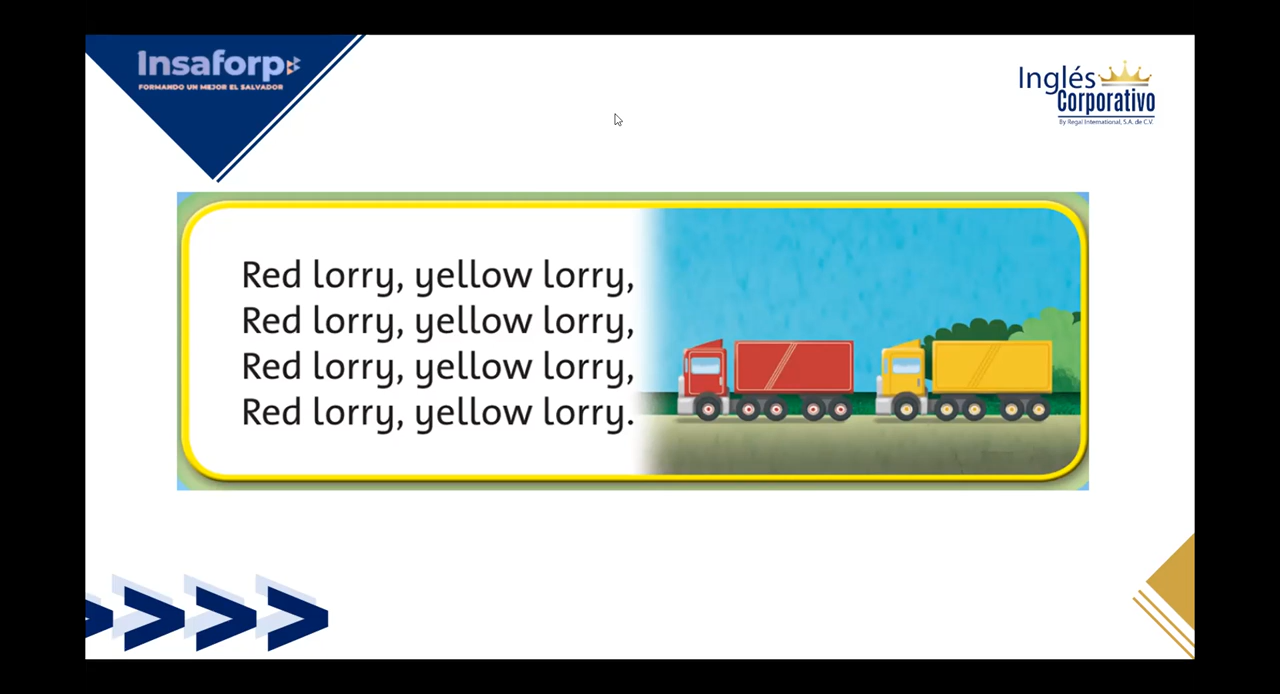 Insaforp
FORMANDO UN MEJOR EL SALVADOR
Inglés
Corporativo
By Regal International, S.A. de C.V.
Red lorry, yellow lorry,
Red lorry, yellow lorry,
Red lorry, yellow lorry,
Red lorry, yellow lorry.